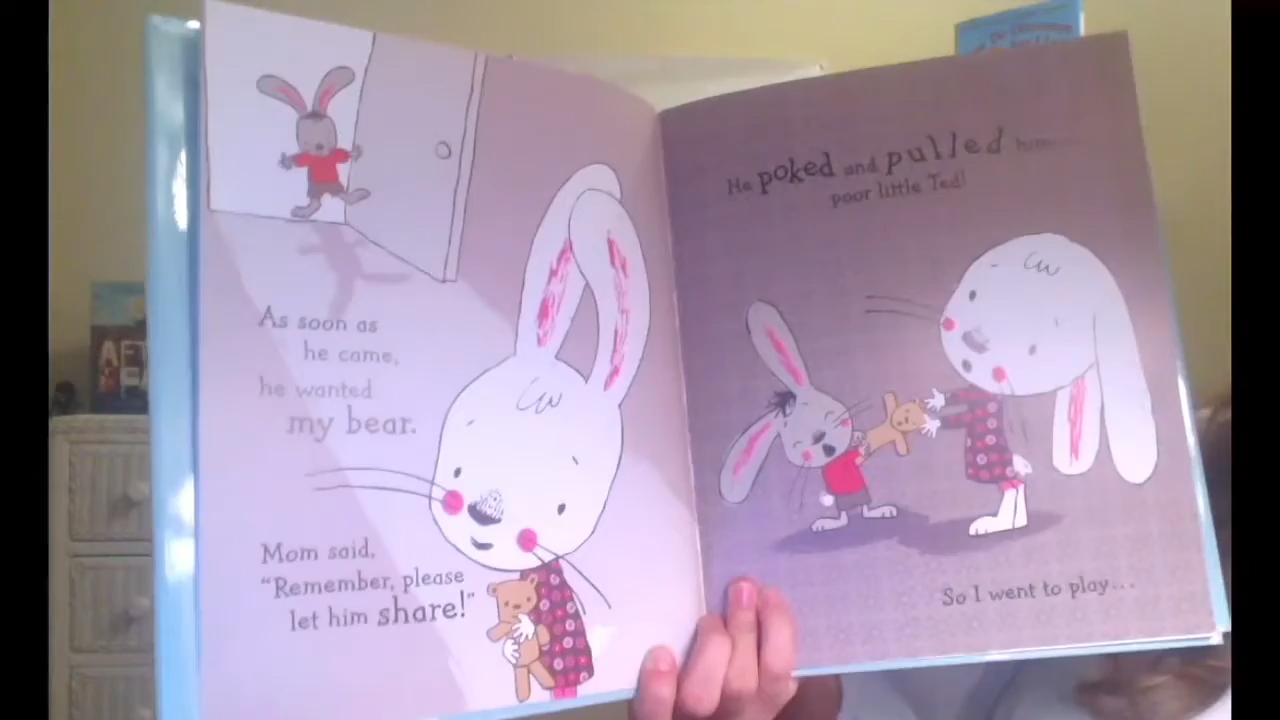 As soon as
he came,
he wanted
my bear.
Mom said,
"Remember, please
let him share!"
He poked and pulled him...
poor little Ted!
So I went to play...